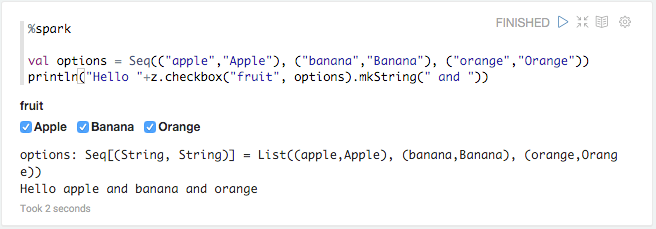 %spark
FINISHED
val options = Seq(("apple","Apple"), ("banana","Banana"), ("orange","Orange"))
println("Hello "+z.checkbox("fruit", options).mkString(" and "))
fruit
Apple Banana Orange
options: Seq[(String, String)] = List((apple,Apple), (banana,Banana), (orange,Orang
e))
Hello apple and banana and orange
Took 2 seconds